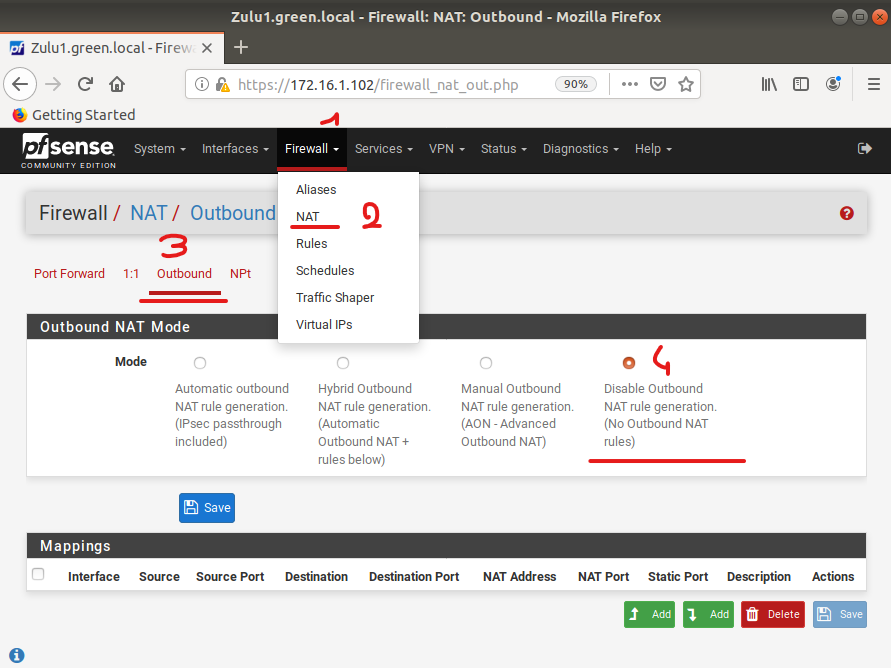 Zulu1.green.local - Firewall: NAT: Outbound - Mozilla Firefox
Zulu1.green.local - Firew
https://172.16.1.102/firewall_nat_out.php 90%
Getting Started
1
pfsense
COMMUNITY EDITION
System Interfaces Firewall Services VPN Status Diagnostics Help
Aliases
NAT 2
Rules
Schedules
Traffic Shaper
Virtual IPs
Firewall / NAT / Outbound
3
Port Forward 1:1 Outbound NPt
Outbound NAT Mode
Mode
4
Automatic outbound
NAT rule generation.
(IPsec passthrough
included)
Hybrid Outbound
NAT rule generation.
(Automatic
Outbound NAT +
rules below)
Manual Outbound
NAT rule generation.
(AON - Advanced
Outbound NAT)
Disable Outbound
NAT rule generation.
(No Outbound NAT
rules)
Save
Mappings
Interface Source Source Port Destination Destination Port NAT Address NAT Port Static Port Description Actions
Add Add Delete Save